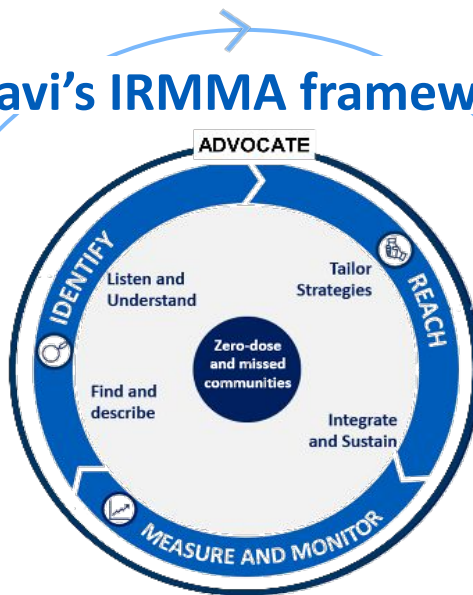 avi's IRMMA framew
ADVOCATE
IDENTIFY
REACH
MEASURE AND MONITOR
Listen and
Understand
Tailor
Strategies
Zero-dose
and missed
communities
Find and
describe
Integrate
and Sustain